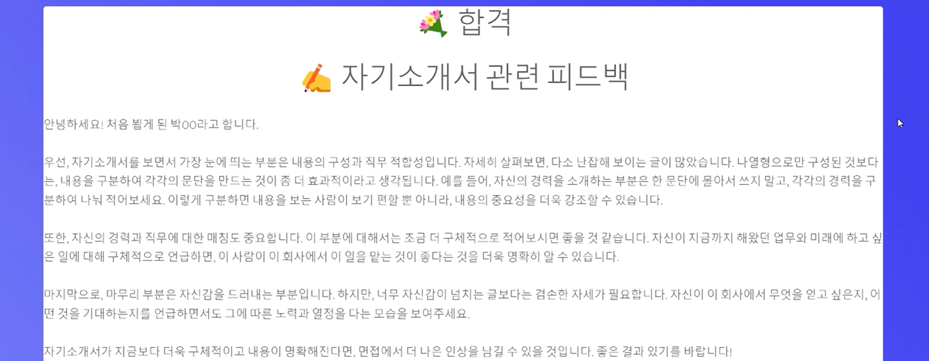 💐 합격
✍️ 자기소개서 관련 피드백
안녕하세요! 처음 뵙게 된 박00라고 합니다.
우선, 자기소개서를 보면서 가장 눈에 띄는 부분은 내용의 구성과 직무 적합성입니다. 자세히 살펴보면, 다소 난잡해 보이는 글이 많았습니다. 나열형으로만 구성된 것보다
는, 내용을 구분하여 각각의 문단을 만드는 것이 좀 더 효과적이라고 생각됩니다. 예를 들어, 자신의 경력을 소개하는 부분은 한 문단에 몰아서 쓰지 말고, 각각의 경력을 구
분하여 나눠 적어보세요. 이렇게 구분하면 내용을 보는 사람이 보기 편할 뿐 아니라, 내용의 중요성을 더욱 강조할 수 있습니다.
또한, 자신의 경력과 직무에 대한 매칭도 중요합니다. 이 부분에 대해서는 조금 더 구체적으로 적어보시면 좋을 것 같습니다. 자신이 지금까지 해왔던 업무와 미래에 하고 싶
은 일에 대해 구체적으로 언급하면, 이 사람이 이 회사에서 이 일을 맡는 것이 좋다는 것을 더욱 명확히 알 수 있습니다.
마지막으로, 마무리 부분은 자신감을 드러내는 부분입니다. 하지만, 너무 자신감이 넘치는 글보다는 겸손한 자세가 필요합니다. 자신이 이 회사에서 무엇을 얻고 싶은지, 어
떤 것을 기대하는지를 언급하면서도 그에 따른 노력과 열정을 다는 모습을 보여주세요.
자기소개서가 지금보다 더욱 구체적이고 내용이 명확해진다면, 면접에서 더 나은 인상을 남길 수 있을 것입니다. 좋은 결과 있기를 바랍니다!